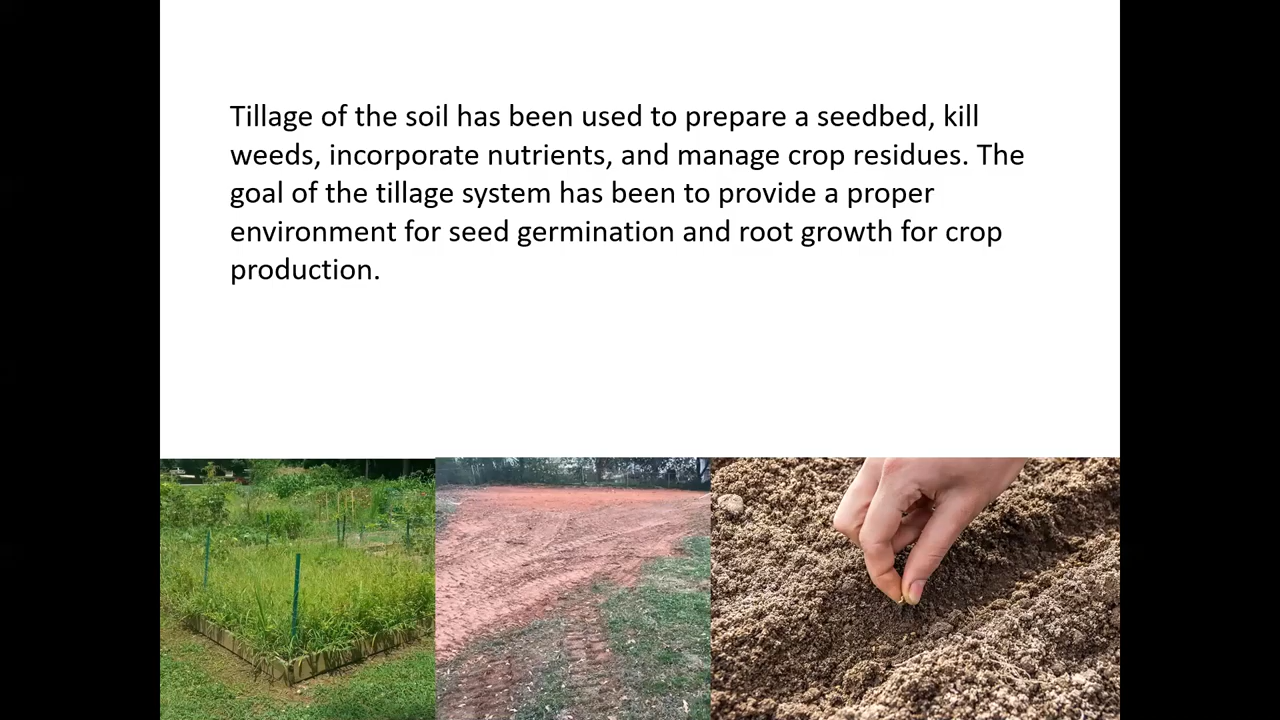 Tillage of the soil has been used to prepare a seedbed, kill
weeds, incorporate nutrients, and manage crop residues. The
goal of the tillage system has been to provide a proper
environment for seed germination and root growth for crop
production.